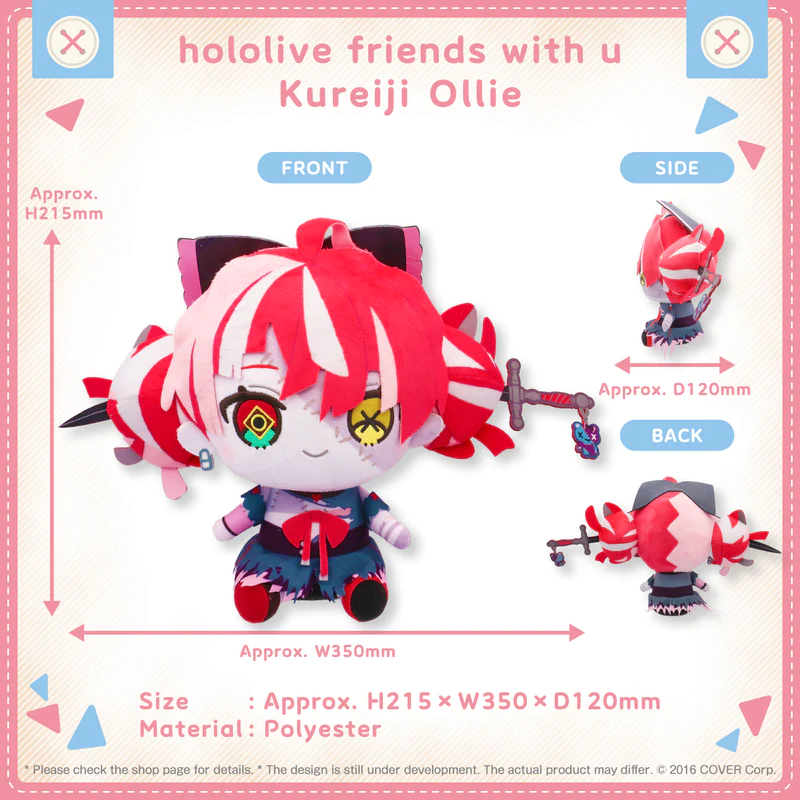 hololive friends with u
Kureiji Ollie
FRONT
SIDE
Approx.
H215mm
Approx. D120mm
BACK
Approx. W350mm
Size : Approx. H215×W350×D120mm
Material : Polyester
* Please check the shop page for details. * The design is still under development. The actual product may differ. © 2016 COVER Corp.